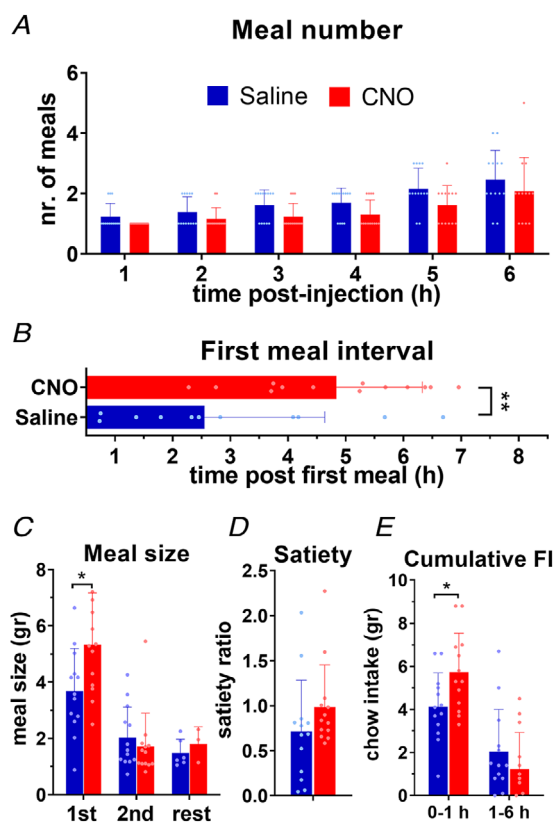 A Meal number
nr. of meals
6
4
2
0
Saline CNO
1 2 3 4 5 6
time post-injection (h)
B First meal interval
CNO
Saline
**
1 2 3 4 5 6 7 8
time post first meal (h)
C Meal size
meal size (gr)
8
6
4
2
0
*
1st 2nd rest
D Satiety
satiety ratio
2.5
2.0
1.5
1.0
0.5
0.0
E Cumulative FI
chow intake (gr)
10
8
6
4
2
0
*
0-1 h 1-6 h